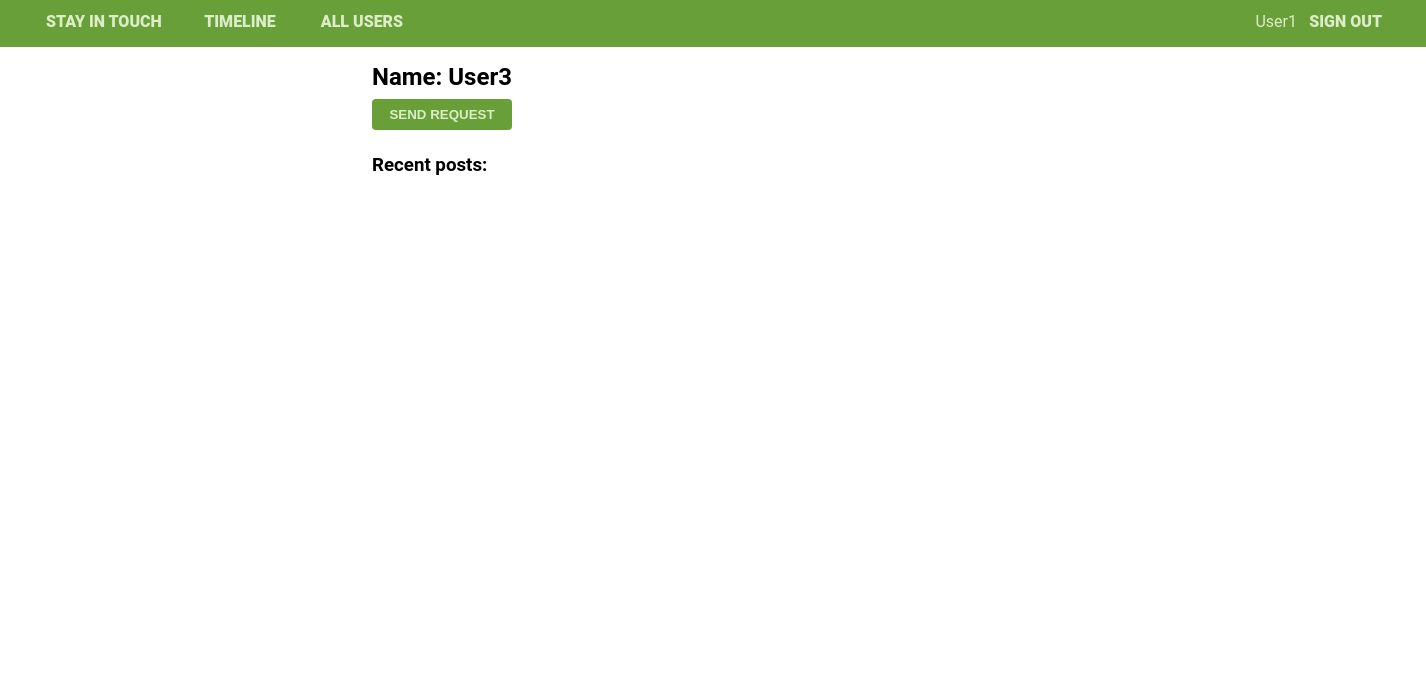 STAY IN TOUCH TIMELINE ALL USERS User1 SIGN OUT
Name: User3
SEND REQUEST
Recent posts: